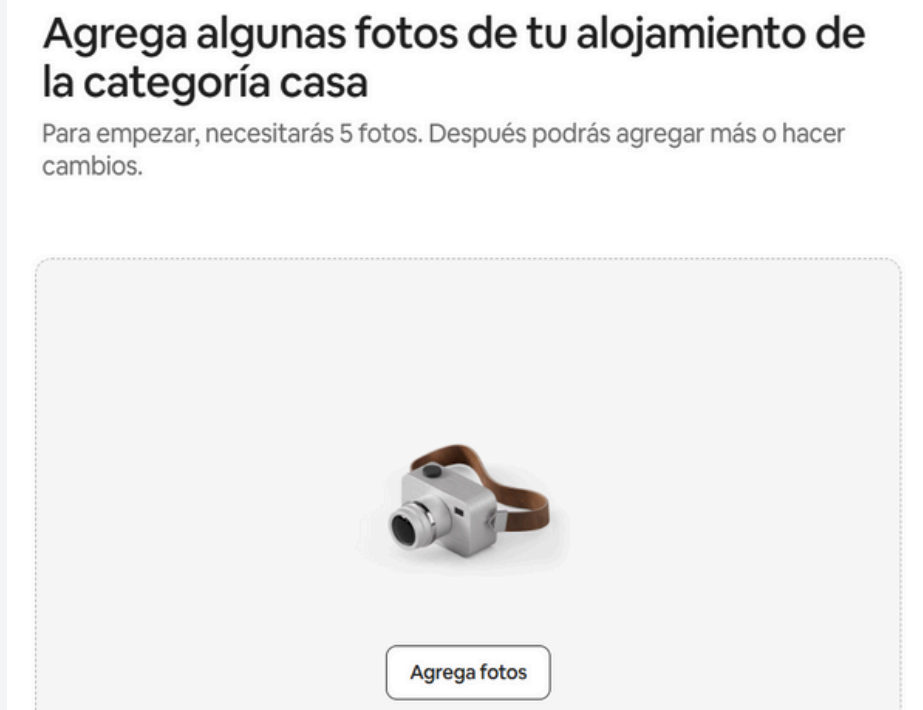 Agrega algunas fotos de tu alojamiento de
la categoría casa
Para empezar, necesitarás 5 fotos. Después podrás agregar más o hacer
cambios.
Agrega fotos